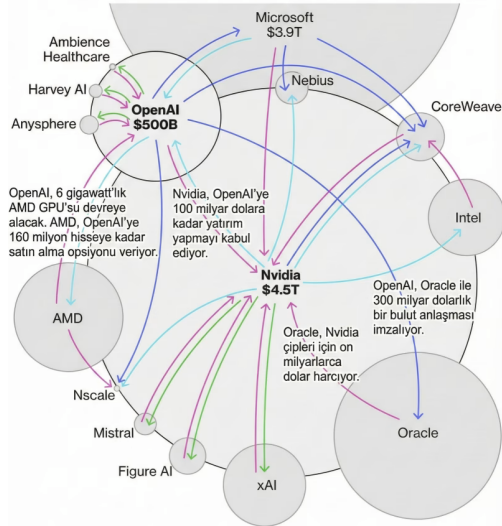 Microsoft
$3.9T
Ambience
Healthcare
Harvey AI
Anysphere
OpenAI
$500B
Nebius
CoreWeave
Intel
OpenAI, 6 gigawatt'lık
AMD GPU'su devreye
alacak. AMD, OpenAI'ye
160 milyon hisseye kadar
satın alma opsiyonu veriyor.
Nvidia, OpenAI'ye
100 milyar dolara
kadar yatırım
yapmayı kabul
ediyor.
Nvidia
$4.5T
OpenAI, Oracle ile
300 milyar dolarlık
bir bulut anlaşması
imzalıyor.
Oracle, Nvidia
çipleri için on
milyarlarca
dolar harcıyor.
AMD
Nscale
Mistral
Figure AI
xAI
Oracle